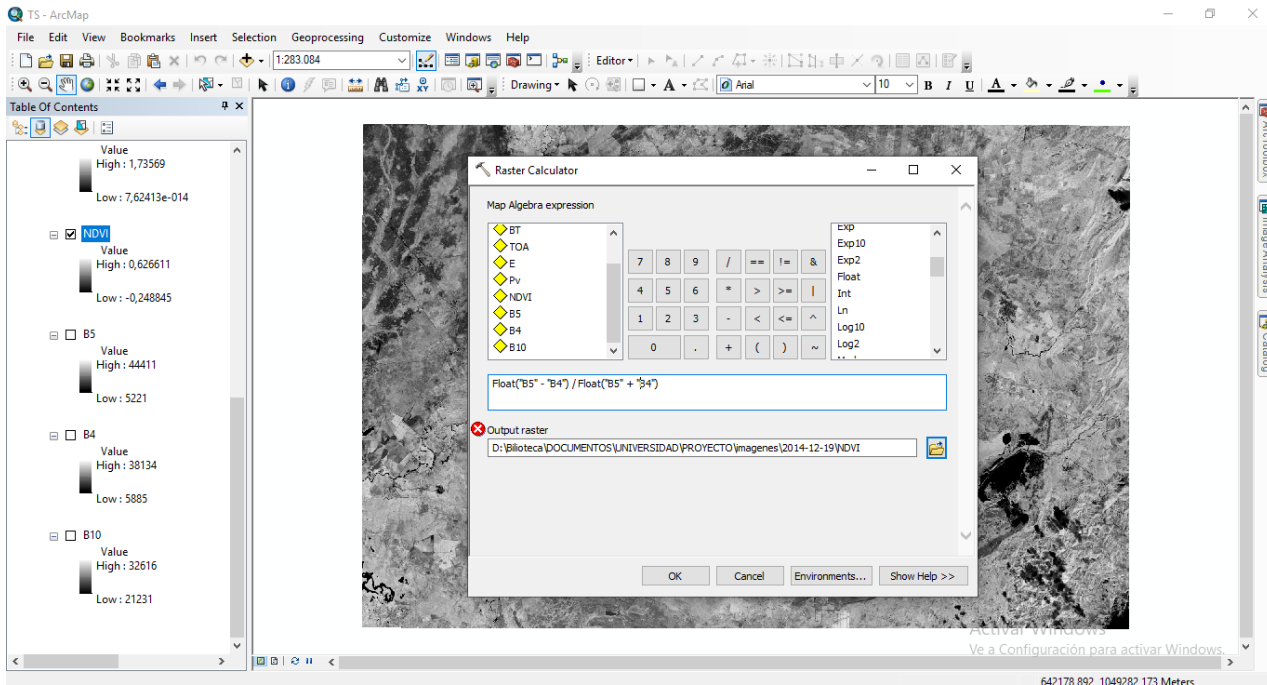 TS - ArcMap
File Edit View Bookmarks Insert Selection Geoprocessing Customize Windows Help
1:283.084
Editor
Drawing
Arial
10
B I U A
Table Of Contents
Value
High : 1,73569
Low : 7,62413e-014
NDVI
Value
High : 0,626611
Low : -0,248845
B5
Value
High : 44411
Low : 5221
B4
Value
High : 38134
Low : 5885
B10
Value
High : 32616
Low : 21231
Raster Calculator
Map Algebra expression
BT
TOA
E
Pv
NDVI
B5
B4
B10
7 8 9 / == != &
4 5 6 * > >= |
1 2 3 - < <= ^
0 . + ( ) ~
Exp
Exp10
Exp2
Float
Int
Ln
Log10
Log2
Float("B5" - "B4") / Float("B5" + "B4")
Output raster
D:\Bilioteca\DOCUMENTOS\UNIVERSIDAD\PROYECTO\imagenes\2014-12-19\NDVI
OK Cancel Environments... Show Help >>
ArcToolbox
Image Analysis
Catalog
Activar Windows
Ve a Configuración para activar Windows.
642178,892 1049282,173 Meters